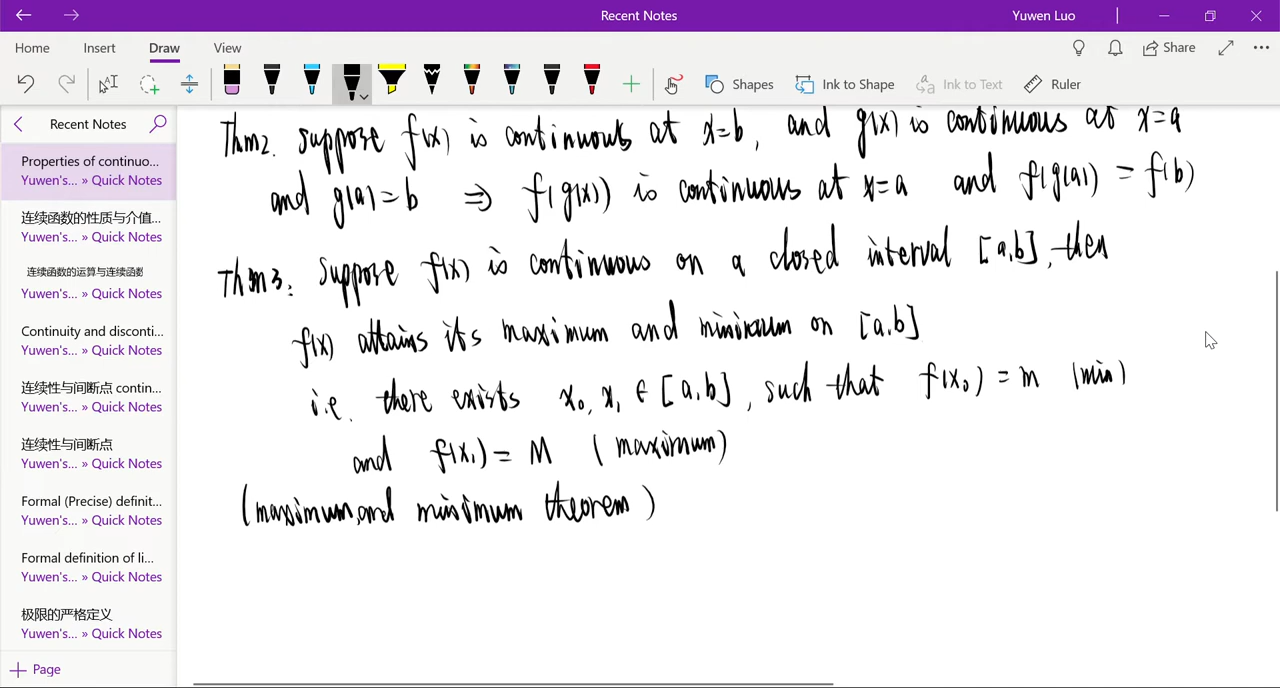 Recent Notes
Yuwen Luo
Home Insert Draw View
Share
Shapes
Ink to Shape
Ink to Text
Ruler
Recent Notes
Properties of continuo...
Yuwen's... » Quick Notes
连续函数的性质与介值...
Yuwen's... » Quick Notes
连续函数的运算与连续函数
Yuwen's... » Quick Notes
Continuity and disconti...
Yuwen's... » Quick Notes
连续性与间断点 contin...
Yuwen's... » Quick Notes
连续性与间断点
Yuwen's... » Quick Notes
Formal (Precise) definit...
Yuwen's... » Quick Notes
Formal definition of li...
Yuwen's... » Quick Notes
极限的严格定义
Yuwen's... » Quick Notes
Page
Thm2. Suppose f(x) is continuous at x=b, and g(x) is continuous at x=a
and g(a)=b ⇒ f(g(x)) is continuous at x=a and f(g(a)) = f(b)
Thm3: Suppose f(x) is continuous on a closed interval [a,b], then
f(x) attains its maximum and minimum on [a,b]
i.e. there exists x₀, x₁ ∈ [a,b], such that f(x₀) = m (min)
and f(x₁) = M (maximum)
(maximum and minimum theorem)